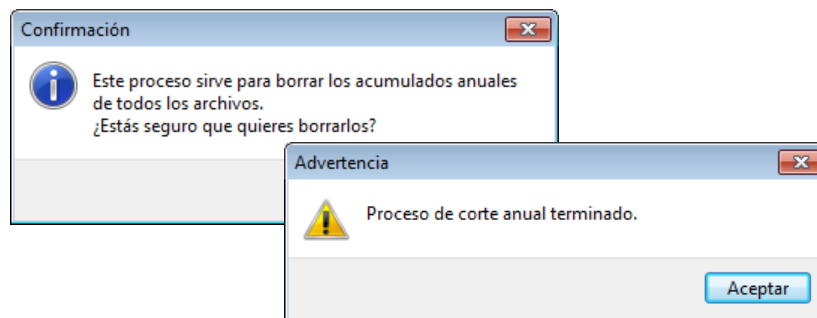 Confirmación
Este proceso sirve para borrar los acumulados anuales
de todos los archivos.
¿Estás seguro que quieres borrarlos?
Advertencia
Proceso de corte anual terminado.
Aceptar